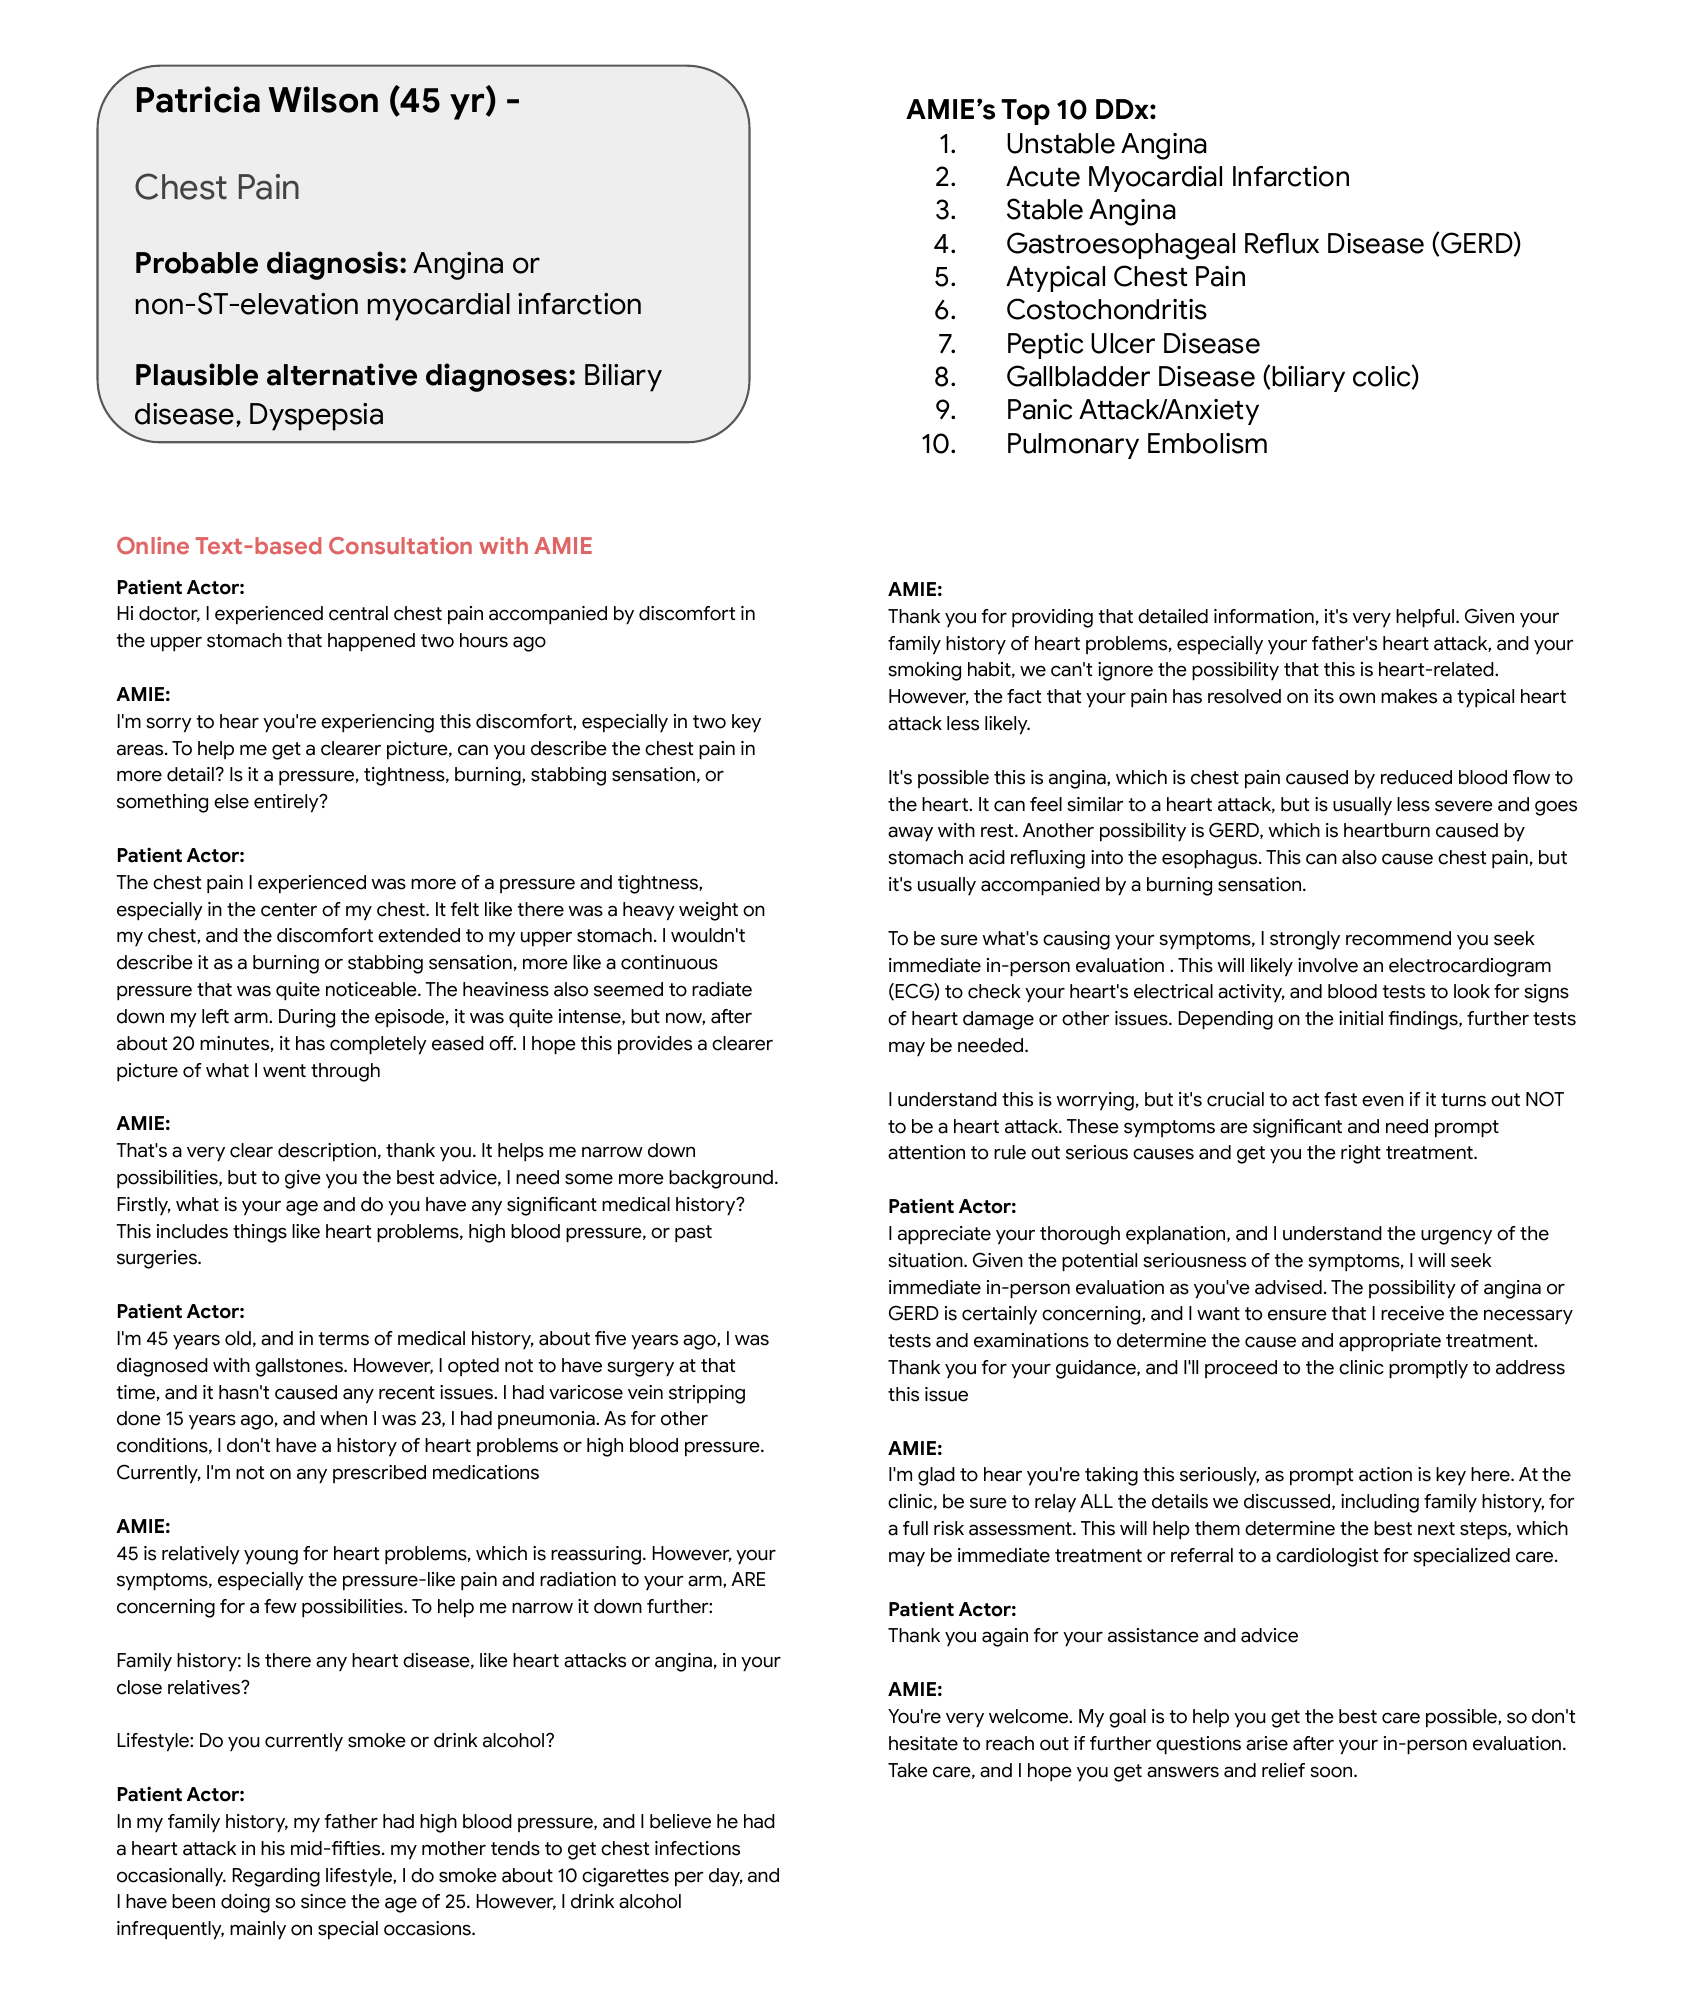 Patricia Wilson (45 yr) -
Chest Pain
Probable diagnosis: Angina or
non-ST-elevation myocardial infarction
Plausible alternative diagnoses: Biliary
disease, Dyspepsia
AMIE’s Top 10 DDx:
1. Unstable Angina
2. Acute Myocardial Infarction
3. Stable Angina
4. Gastroesophageal Reflux Disease (GERD)
5. Atypical Chest Pain
6. Costochondritis
7. Peptic Ulcer Disease
8. Gallbladder Disease (biliary colic)
9. Panic Attack/Anxiety
10. Pulmonary Embolism
Online Text-based Consultation with AMIE
Patient Actor:
Hi doctor, I experienced central chest pain accompanied by discomfort in
the upper stomach that happened two hours ago
AMIE:
I'm sorry to hear you're experiencing this discomfort, especially in two key
areas. To help me get a clearer picture, can you describe the chest pain in
more detail? Is it a pressure, tightness, burning, stabbing sensation, or
something else entirely?
Patient Actor:
The chest pain I experienced was more of a pressure and tightness,
especially in the center of my chest. It felt like there was a heavy weight on
my chest, and the discomfort extended to my upper stomach. I wouldn't
describe it as a burning or stabbing sensation, more like a continuous
pressure that was quite noticeable. The heaviness also seemed to radiate
down my left arm. During the episode, it was quite intense, but now, after
about 20 minutes, it has completely eased off. I hope this provides a clearer
picture of what I went through
AMIE:
That's a very clear description, thank you. It helps me narrow down
possibilities, but to give you the best advice, I need some more background.
Firstly, what is your age and do you have any significant medical history?
This includes things like heart problems, high blood pressure, or past
surgeries.
Patient Actor:
I'm 45 years old, and in terms of medical history, about five years ago, I was
diagnosed with gallstones. However, I opted not to have surgery at that
time, and it hasn't caused any recent issues. I had varicose vein stripping
done 15 years ago, and when I was 23, I had pneumonia. As for other
conditions, I don't have a history of heart problems or high blood pressure.
Currently, I'm not on any prescribed medications
AMIE:
45 is relatively young for heart problems, which is reassuring. However, your
symptoms, especially the pressure-like pain and radiation to your arm, ARE
concerning for a few possibilities. To help me narrow it down further:
Family history: Is there any heart disease, like heart attacks or angina, in your
close relatives?
Lifestyle: Do you currently smoke or drink alcohol?
Patient Actor:
In my family history, my father had high blood pressure, and I believe he had
a heart attack in his mid-fifties. my mother tends to get chest infections
occasionally. Regarding lifestyle, I do smoke about 10 cigarettes per day, and
I have been doing so since the age of 25. However, I drink alcohol
infrequently, mainly on special occasions.
AMIE:
Thank you for providing that detailed information, it's very helpful. Given your
family history of heart problems, especially your father's heart attack, and your
smoking habit, we can't ignore the possibility that this is heart-related.
However, the fact that your pain has resolved on its own makes a typical heart
attack less likely.
It's possible this is angina, which is chest pain caused by reduced blood flow to
the heart. It can feel similar to a heart attack, but is usually less severe and goes
away with rest. Another possibility is GERD, which is heartburn caused by
stomach acid refluxing into the esophagus. This can also cause chest pain, but
it's usually accompanied by a burning sensation.
To be sure what's causing your symptoms, I strongly recommend you seek
immediate in-person evaluation . This will likely involve an electrocardiogram
(ECG) to check your heart's electrical activity, and blood tests to look for signs
of heart damage or other issues. Depending on the initial findings, further tests
may be needed.
I understand this is worrying, but it's crucial to act fast even if it turns out NOT
to be a heart attack. These symptoms are significant and need prompt
attention to rule out serious causes and get you the right treatment.
Patient Actor:
I appreciate your thorough explanation, and I understand the urgency of the
situation. Given the potential seriousness of the symptoms, I will seek
immediate in-person evaluation as you've advised. The possibility of angina or
GERD is certainly concerning, and I want to ensure that I receive the necessary
tests and examinations to determine the cause and appropriate treatment.
Thank you for your guidance, and I'll proceed to the clinic promptly to address
this issue
AMIE:
I'm glad to hear you're taking this seriously, as prompt action is key here. At the
clinic, be sure to relay ALL the details we discussed, including family history, for
a full risk assessment. This will help them determine the best next steps, which
may be immediate treatment or referral to a cardiologist for specialized care.
Patient Actor:
Thank you again for your assistance and advice
AMIE:
You're very welcome. My goal is to help you get the best care possible, so don't
hesitate to reach out if further questions arise after your in-person evaluation.
Take care, and I hope you get answers and relief soon.